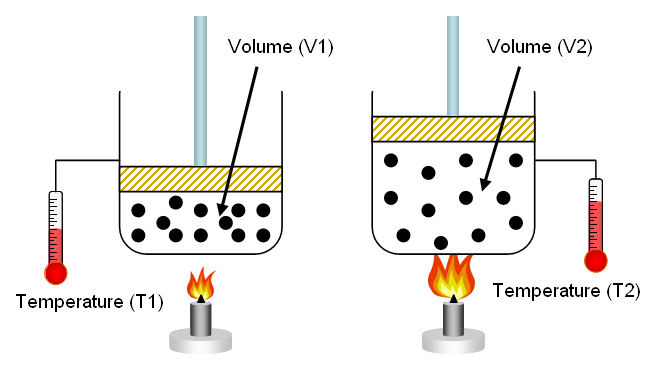 Volume (V1)
Volume (V2)
Temperature (T1)
Temperature (T2)